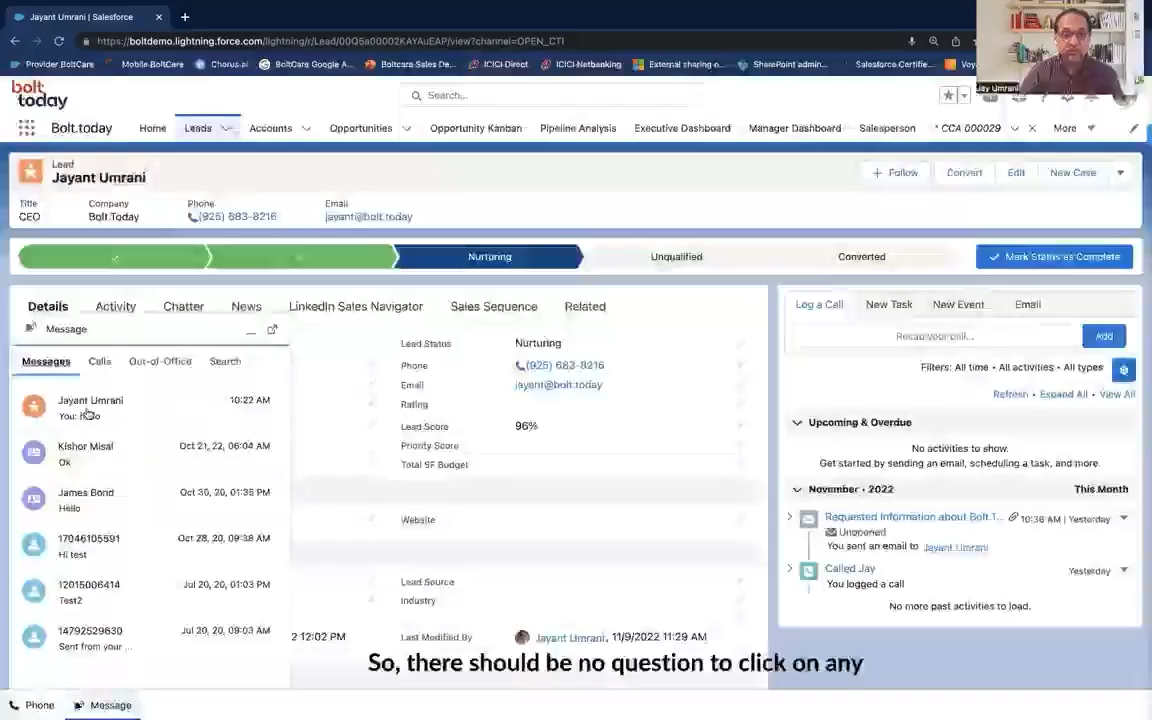 Jayant Umrani | Salesforce
https://boltdemo.lightning.force.com/lightning/r/Lead/00Q5a00002KAYAuEAP/view?channel=OPEN_CTI
Provider.BoltCare Mobile.BoltCare Chorus.ai BoltCare Google A... Boltcare Sales De... ICICI-Direct ICICI-Netbanking External sharing o... SharePoint admin... Salesforce Certifie...
Jay Umrani
bolt today
Search...
Bolt.today Home Leads Accounts Opportunities Opportunity Kanban Pipeline Analysis Executive Dashboard Manager Dashboard Salesperson * CCA 000029 More
Lead
Jayant Umrani
+ Follow Convert Edit New Case
Title Company Phone Email
CEO Bolt.Today (925) 683-8216 jayant@bolt.today
Nurturing Unqualified Converted Mark Status as Complete
Details Activity Chatter News LinkedIn Sales Navigator Sales Sequence Related
Message
Messages Calls Out-of-Office Search
Jayant Umrani 10:22 AM
You:
Kishor Misal Oct 21, 22, 06:04 AM
Ok
James Bond Oct 30, 20, 01:35 PM
Hello
17046105591 Oct 28, 20, 09:38 AM
Hi test
12015006414 Jul 20, 20, 01:03 PM
Test2
14792529630 Jul 20, 20, 09:03 AM
Sent from your ...
Lead Status Nurturing
Phone (925) 683-8216
Email jayant@bolt.today
Rating
Lead Score 96%
Priority Score
Total SF Budget
Website
Lead Source
Industry
2 12:02 PM Last Modified By Jayant Umrani, 11/9/2022 11:29 AM
Log a Call New Task New Event Email
Recap your call... Add
Filters: All time • All activities • All types
Refresh • Expand All • View All
Upcoming & Overdue
No activities to show.
Get started by sending an email, scheduling a task, and more.
November • 2022 This Month
Requested Information about Bolt.T... 10:36 AM | Yesterday
Unopened
You sent an email to Jayant Umrani
Called Jay Yesterday
You logged a call
No more past activities to load.
So, there should be no question to click on any
Phone Message